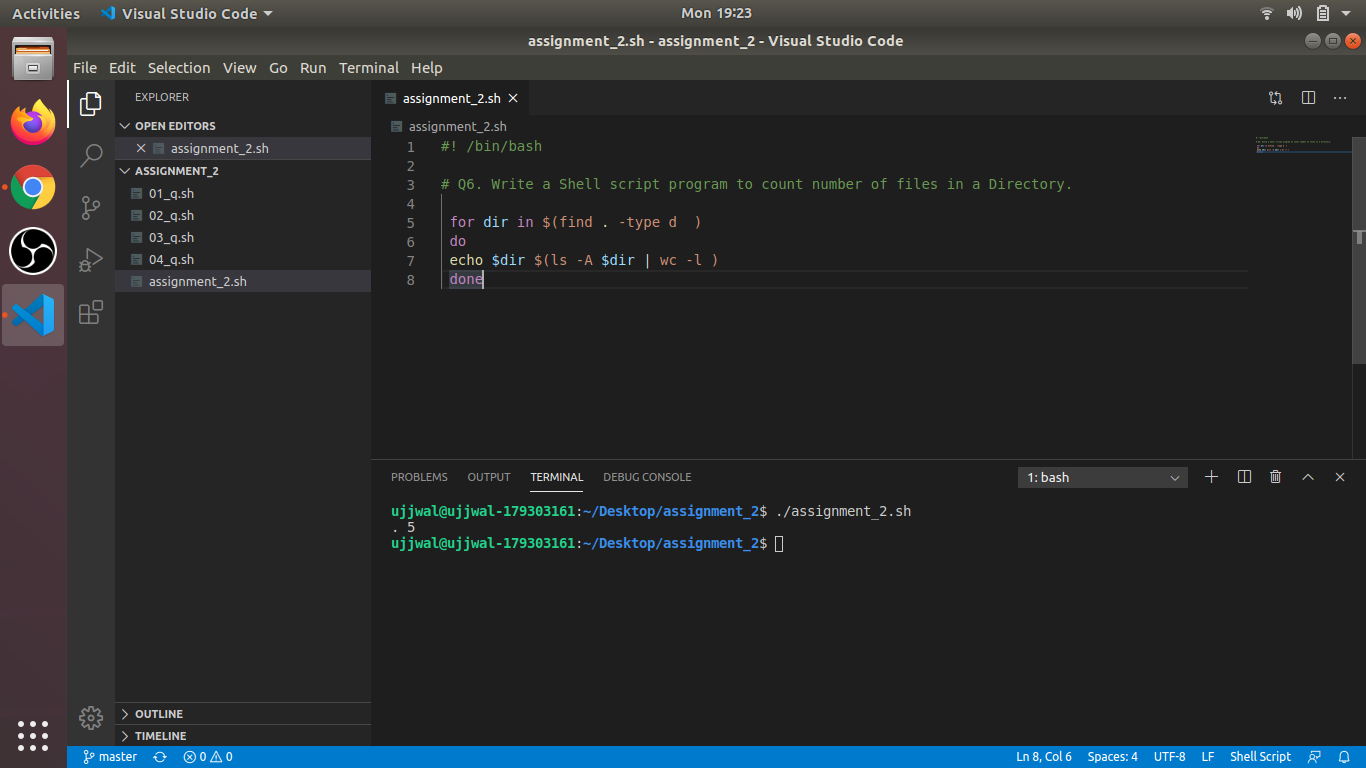 Activities Visual Studio Code Mon 19:23
assignment_2.sh - assignment_2 - Visual Studio Code
File Edit Selection View Go Run Terminal Help
EXPLORER
OPEN EDITORS
assignment_2.sh
ASSIGNMENT_2
01_q.sh
02_q.sh
03_q.sh
04_q.sh
assignment_2.sh
OUTLINE
TIMELINE
assignment_2.sh
assignment_2.sh
1 #! /bin/bash
2
3 # Q6. Write a Shell script program to count number of files in a Directory.
4
5 for dir in $(find . -type d  )
6 do
7 echo $dir $(ls -A $dir | wc -l )
8 done
PROBLEMS OUTPUT TERMINAL DEBUG CONSOLE 1: bash
ujjwal@ujjwal-179303161:~/Desktop/assignment_2$ ./assignment_2.sh
. 5
ujjwal@ujjwal-179303161:~/Desktop/assignment_2$
master 0 0 Ln 8, Col 6 Spaces: 4 UTF-8 LF Shell Script